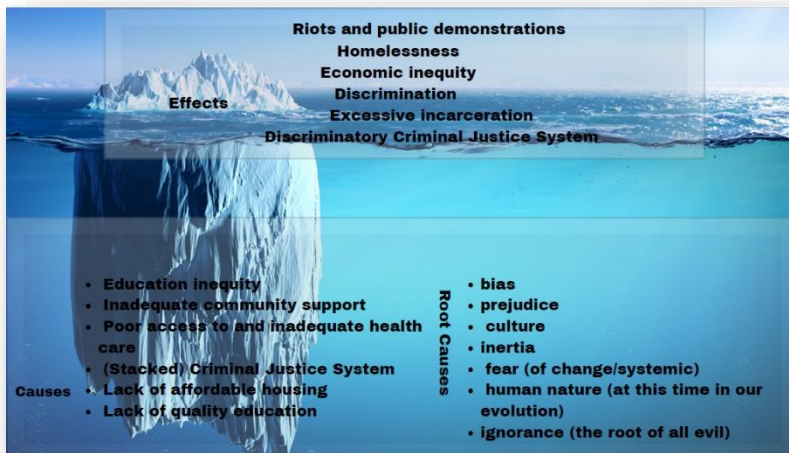 Riots and public demonstrations
Homelessness
Economic inequity
Effects
Discrimination
Excessive incarceration
Discriminatory Criminal Justice System
Causes
• Education inequity
• Inadequate community support
• Poor access to and inadequate health
care
• (Stacked) Criminal Justice System
• Lack of affordable housing
• Lack of quality education
Root Causes
• bias
• prejudice
• culture
• inertia
• fear (of change/systemic)
• human nature (at this time in our
evolution)
• ignorance (the root of all evil)